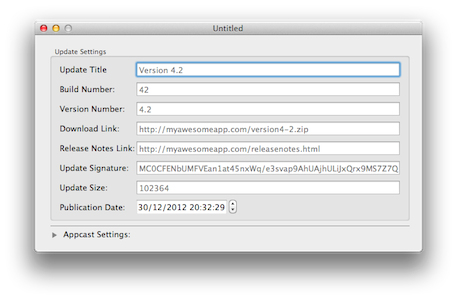 Untitled
Update Settings
Update Title Version 4.2
Build Number: 42
Version Number: 4.2
Download Link: http://myawesomeapp.com/version4-2.zip
Release Notes Link: http://myawesomeapp.com/releasenotes.html
Update Signature: MC0CFENbUMFVEan1at45nxWq/e3svap9AhUAjhULiJxQrx9MS7Z7Q
Update Size: 102364
Publication Date: 30/12/2012 20:32:29
Appcast Settings: